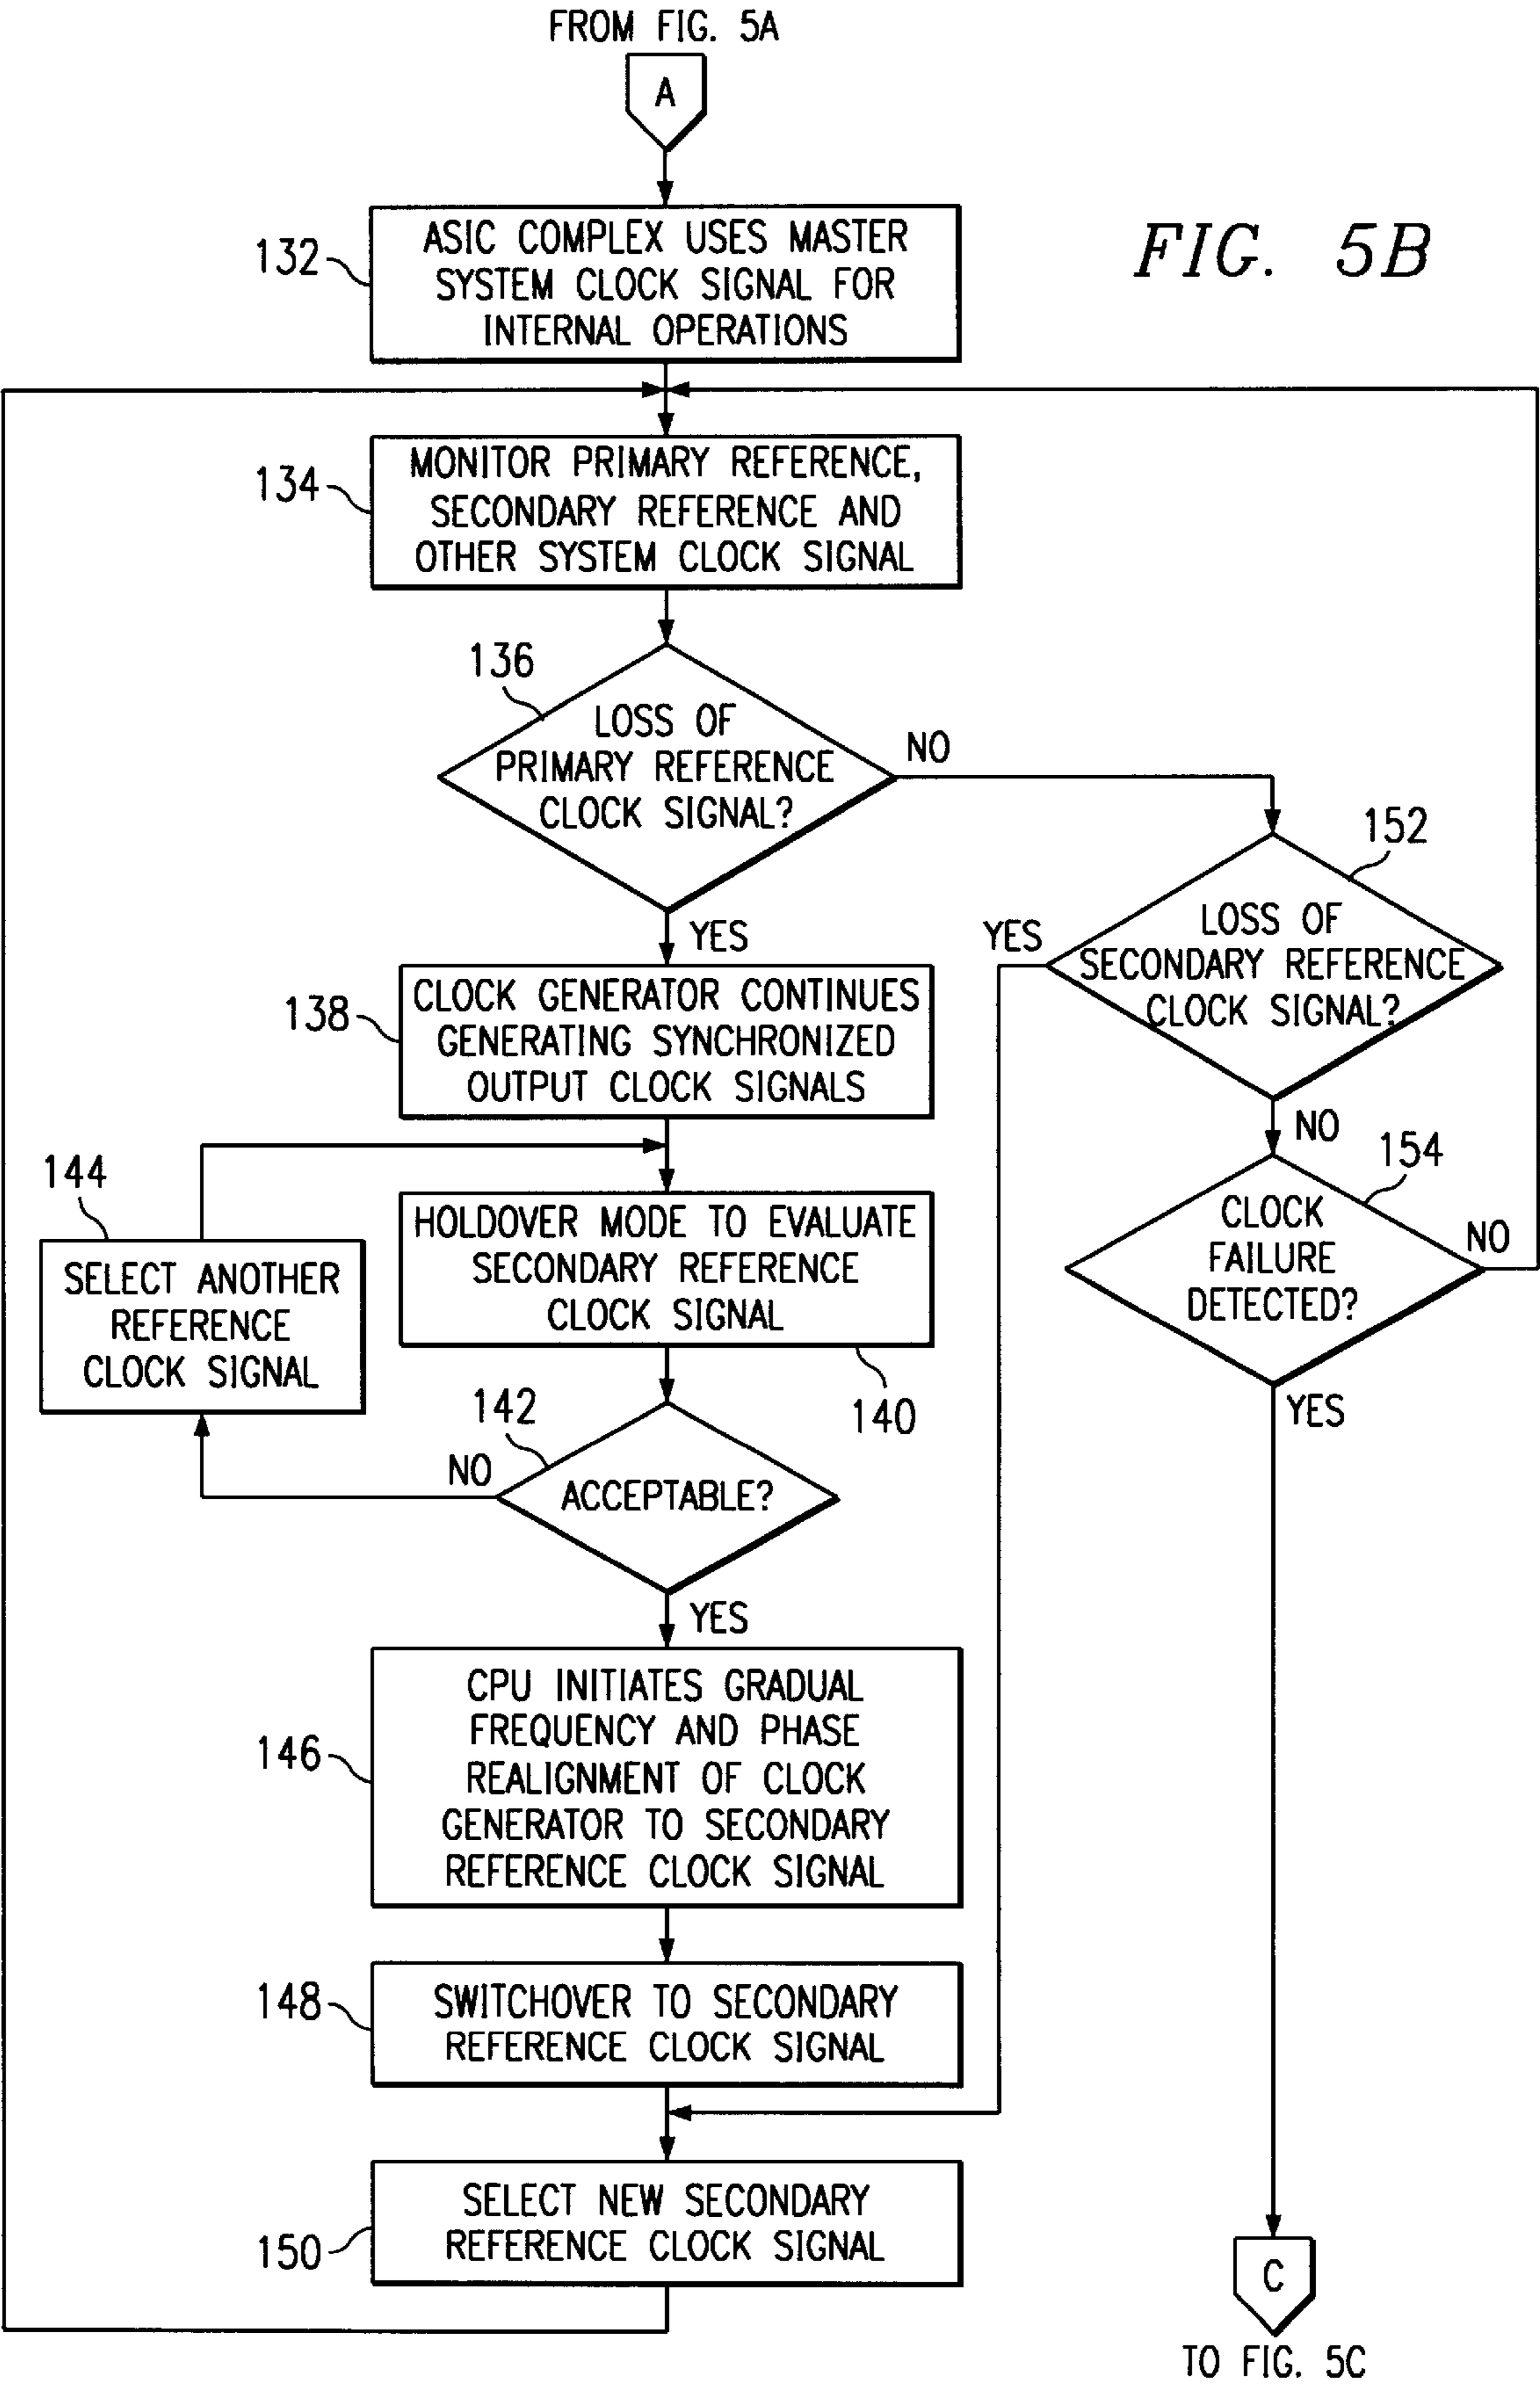 FROM FIG. 5A
A
FIG. 5B
132
ASIC COMPLEX USES MASTER
SYSTEM CLOCK SIGNAL FOR
INTERNAL OPERATIONS
134
MONITOR PRIMARY REFERENCE,
SECONDARY REFERENCE AND
OTHER SYSTEM CLOCK SIGNAL
136
LOSS OF
PRIMARY REFERENCE
CLOCK SIGNAL?
NO
YES
152
LOSS OF
SECONDARY REFERENCE
CLOCK SIGNAL?
YES
NO
138
CLOCK GENERATOR CONTINUES
GENERATING SYNCHRONIZED
OUTPUT CLOCK SIGNALS
154
CLOCK
FAILURE
DETECTED?
NO
YES
144
SELECT ANOTHER
REFERENCE
CLOCK SIGNAL
HOLDOVER MODE TO EVALUATE
SECONDARY REFERENCE
CLOCK SIGNAL
140
142
ACCEPTABLE?
NO
YES
146
CPU INITIATES GRADUAL
FREQUENCY AND PHASE
REALIGNMENT OF CLOCK
GENERATOR TO SECONDARY
REFERENCE CLOCK SIGNAL
148
SWITCHOVER TO SECONDARY
REFERENCE CLOCK SIGNAL
150
SELECT NEW SECONDARY
REFERENCE CLOCK SIGNAL
C
TO FIG. 5C